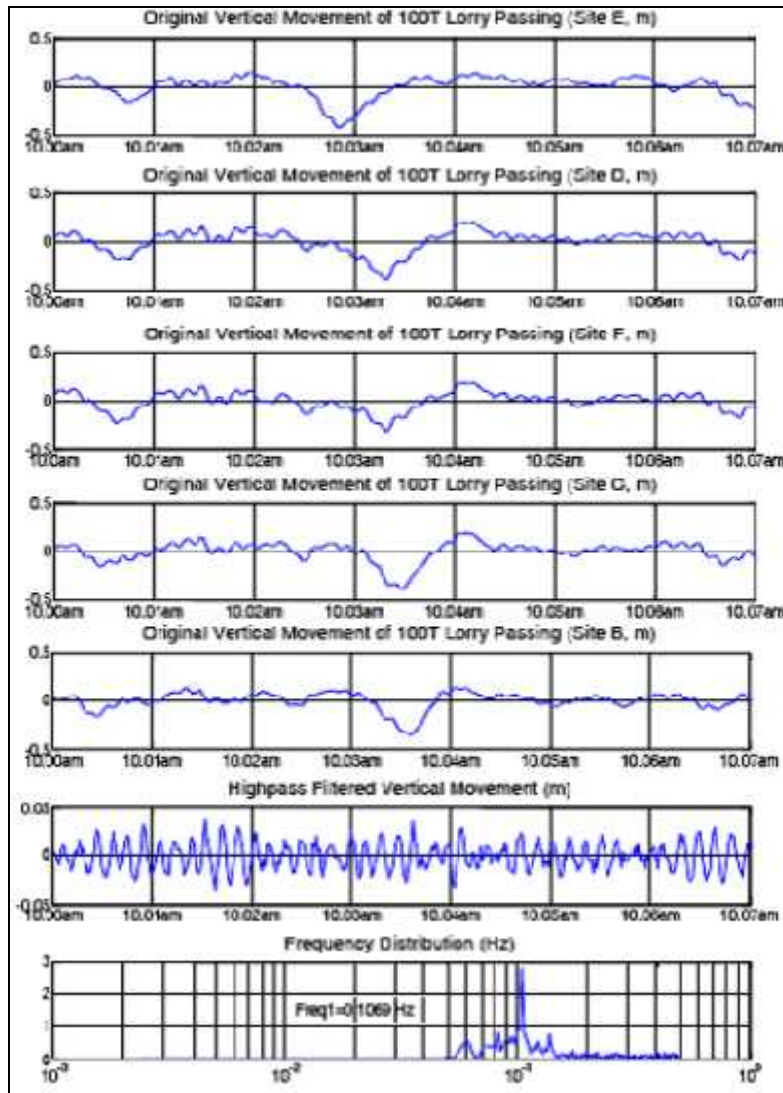 Original Vertical Movement of 100T Lorry Passing (Site E, m)
0.5
0
-0.5
10.00am 10.01am 10.02am 10.03am 10.04am 10.05am 10.06am 10.07am
Original Vertical Movement of 100T Lorry Passing (Site D, m)
0.5
0
-0.5
10.00am 10.01am 10.02am 10.03am 10.04am 10.05am 10.06am 10.07am
Original Vertical Movement of 100T Lorry Passing (Site F, m)
0.5
0
-0.5
10.00am 10.01am 10.02am 10.03am 10.04am 10.05am 10.06am 10.07am
Original Vertical Movement of 100T Lorry Passing (Site C, m)
0.5
0
-0.5
10.00am 10.01am 10.02am 10.03am 10.04am 10.05am 10.06am 10.07am
Original Vertical Movement of 100T Lorry Passing (Site B, m)
0.5
0
-0.5
10.00am 10.01am 10.02am 10.03am 10.04am 10.05am 10.06am 10.07am
Highpass Filtered Vertical Movement (m)
0.05
0
-0.05
10.00am 10.01am 10.02am 10.03am 10.04am 10.05am 10.06am 10.07am
Frequency Distribution (Hz)
3
2
1
0
Freq1=0.1069 Hz
10⁻³ 10⁻² 10⁻¹ 10⁰